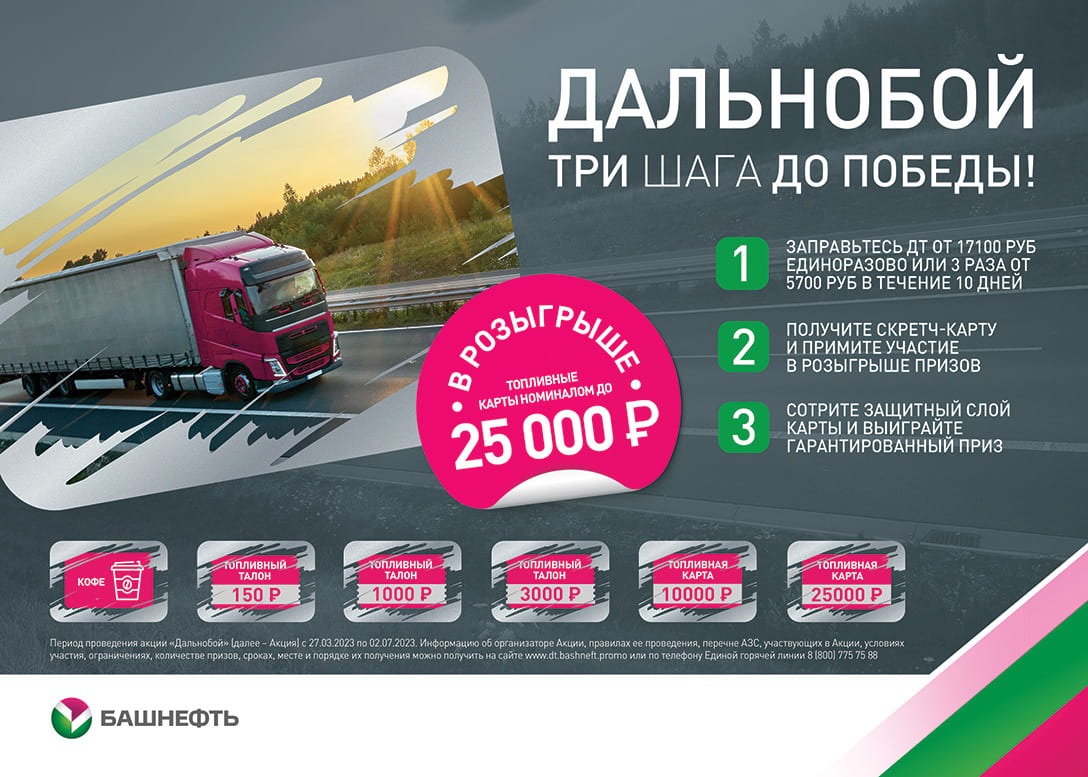 ДАЛЬНОБОЙ
ТРИ ШАГА ДО ПОБЕДЫ!
1
ЗАПРАВЬТЕСЬ ДТ ОТ 17100 РУБ
ЕДИНОРАЗОВО ИЛИ 3 РАЗА ОТ
5700 РУБ В ТЕЧЕНИЕ 10 ДНЕЙ
2
ПОЛУЧИТЕ СКРЕТЧ-КАРТУ
И ПРИМИТЕ УЧАСТИЕ
В РОЗЫГРЫШЕ ПРИЗОВ
3
СОТРИТЕ ЗАЩИТНЫЙ СЛОЙ
КАРТЫ И ВЫИГРАЙТЕ
ГАРАНТИРОВАННЫЙ ПРИЗ
• В РОЗЫГРЫШЕ •
ТОПЛИВНЫЕ
КАРТЫ НОМИНАЛОМ ДО
25 000 ₽
КОФЕ
ТОПЛИВНЫЙ
ТАЛОН
150 ₽
ТОПЛИВНЫЙ
ТАЛОН
1000 ₽
ТОПЛИВНЫЙ
ТАЛОН
3000 ₽
ТОПЛИВНАЯ
КАРТА
10000 ₽
ТОПЛИВНАЯ
КАРТА
25000 ₽
Период проведения акции «Дальнобой» (далее – Акция) с 27.03.2023 по 02.07.2023. Информацию об организаторе Акции, правилах ее проведения, перечне АЗС, участвующих в Акции, условиях
участия, ограничениях, количестве призов, сроках, месте и порядке их получения можно получить на сайте www.dt.bashneft.promo или по телефону Единой горячей линии 8 (800) 775 75 88
БАШНЕФТЬ